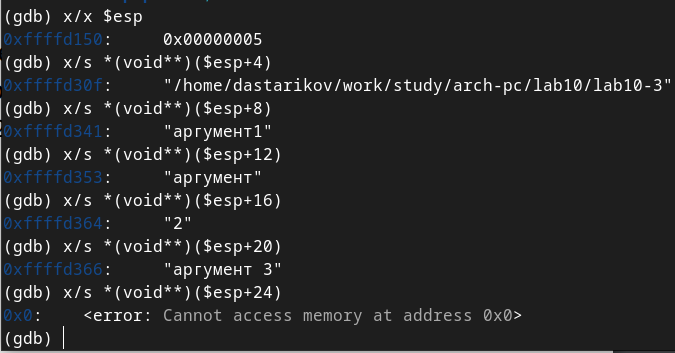 (gdb) x/x $esp
0xffffd150:     0x00000005
(gdb) x/s *(void**)($esp+4)
0xffffd30f:     "/home/dastarikov/work/study/arch-pc/lab10/lab10-3"
(gdb) x/s *(void**)($esp+8)
0xffffd341:     "аргумент1"
(gdb) x/s *(void**)($esp+12)
0xffffd353:     "аргумент"
(gdb) x/s *(void**)($esp+16)
0xffffd364:     "2"
(gdb) x/s *(void**)($esp+20)
0xffffd366:     "аргумент 3"
(gdb) x/s *(void**)($esp+24)
0x0:    <error: Cannot access memory at address 0x0>
(gdb)